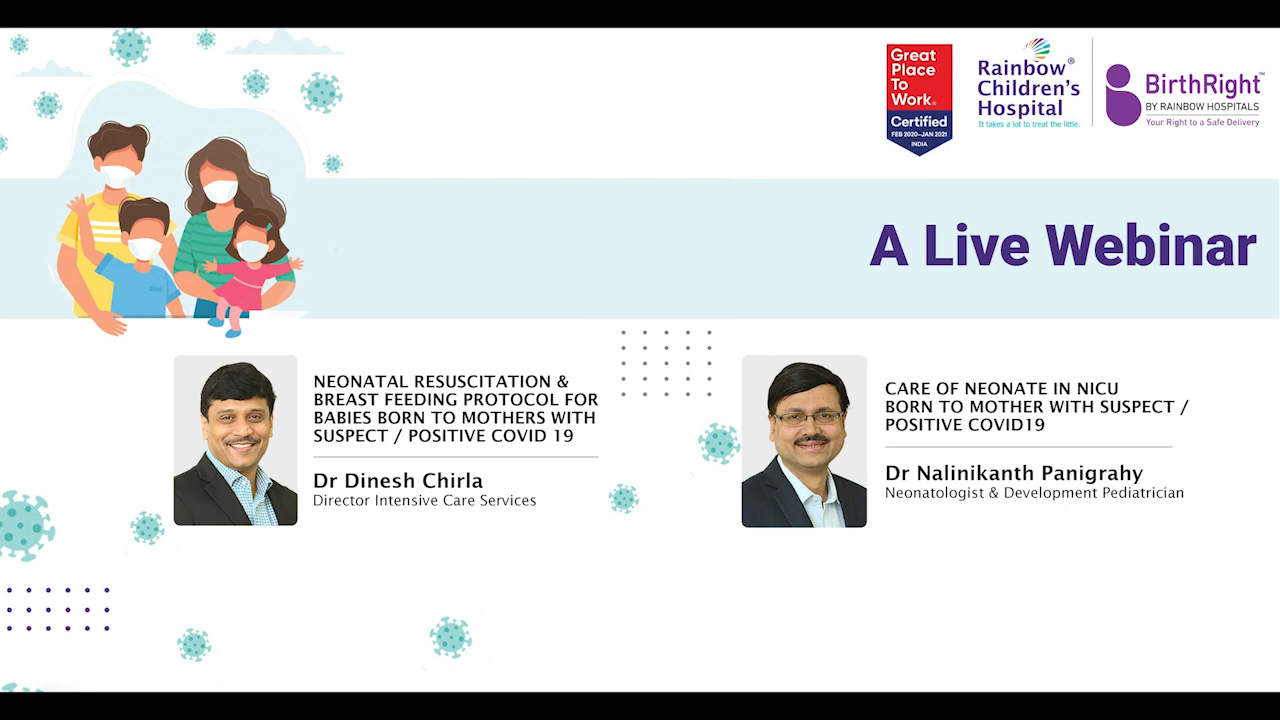 Great
Place
To
Work®
Certified
FEB 2020–JAN 2021
INDIA
Rainbow®
Children's
Hospital
It takes a lot to treat the little.
BirthRight™
BY RAINBOW HOSPITALS
Your Right to a Safe Delivery
A Live Webinar
NEONATAL RESUSCITATION &
BREAST FEEDING PROTOCOL FOR
BABIES BORN TO MOTHERS WITH
SUSPECT / POSITIVE COVID 19
Dr Dinesh Chirla
Director Intensive Care Services
CARE OF NEONATE IN NICU
BORN TO MOTHER WITH SUSPECT /
POSITIVE COVID19
Dr Nalinikanth Panigrahy
Neonatologist & Development Pediatrician